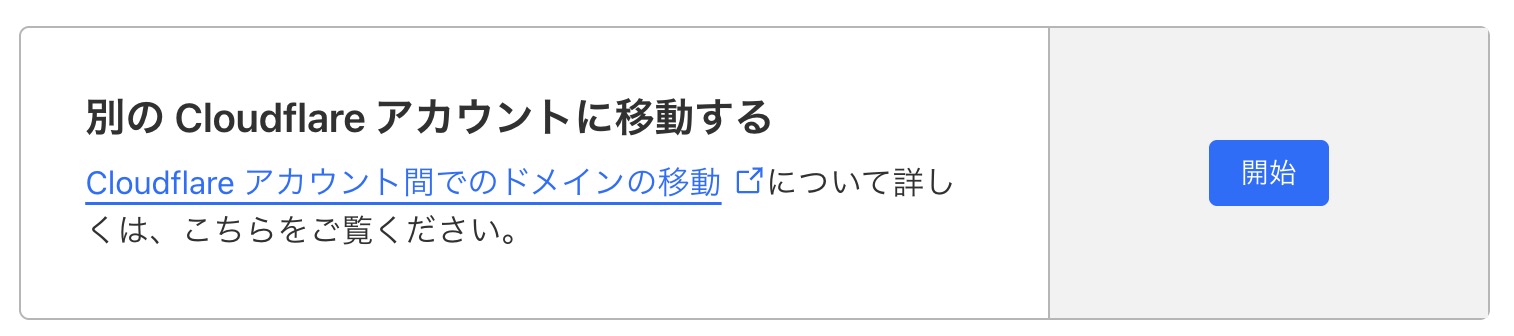 別の Cloudflare アカウントに移動する
Cloudflare アカウント間でのドメインの移動 について詳し
くは、こちらをご覧ください。
開始